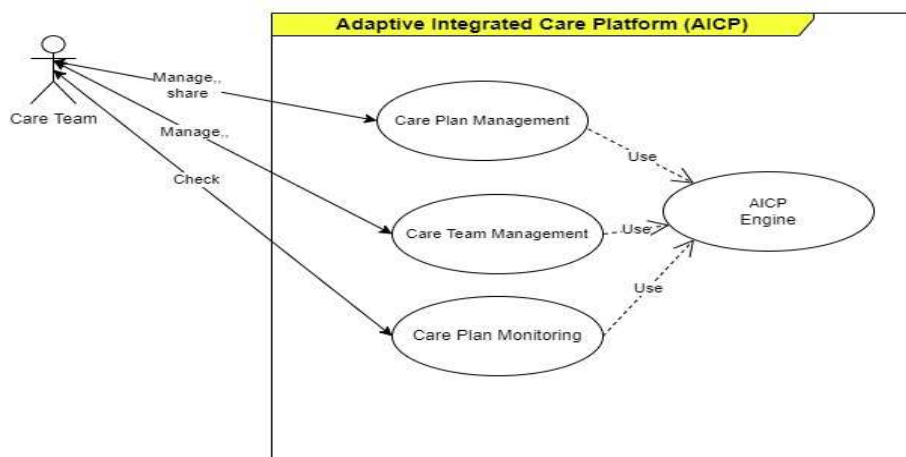 Adaptive Integrated Care Platform (AICP)
Manage,,
share
Care Plan Management
Care Team
Manage,,
Use
Check
AICP
Engine
Care Team Management
Use
Use
Care Plan Monitoring